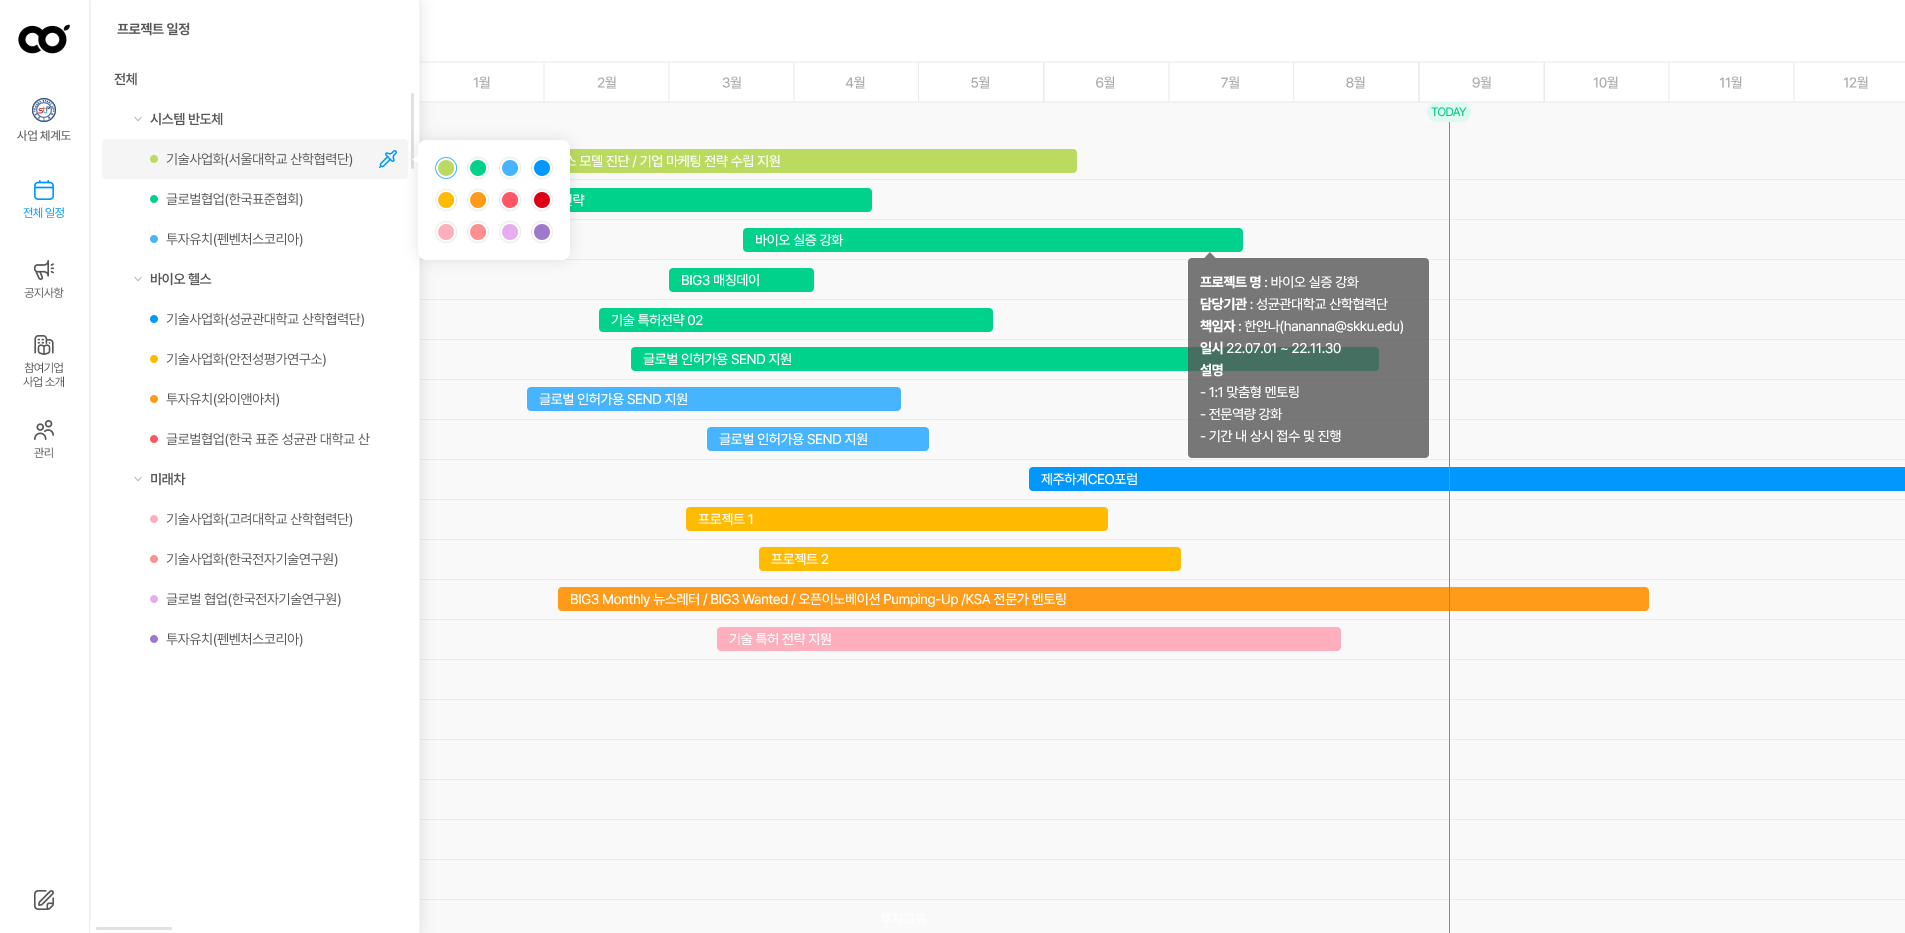 프로젝트 일정
사업 체계도
전체 일정
공지사항
참여기업
사업 소개
관리
전체
시스템 반도체
기술사업화(서울대학교 산학협력단)
글로벌협업(한국표준협회)
투자유치(펜벤처스코리아)
바이오 헬스
기술사업화(성균관대학교 산학협력단)
기술사업화(안전성평가연구소)
투자유치(와이앤아처)
글로벌협업(한국 표준 성균관 대학교 산
미래차
기술사업화(고려대학교 산학협력단)
기술사업화(한국전자기술연구원)
글로벌 협업(한국전자기술연구원)
투자유치(펜벤처스코리아)
1월 2월 3월 4월 5월 6월 7월 8월 9월 10월 11월 12월
TODAY
스 모델 진단 / 기업 마케팅 전략 수립 지원
전략
바이오 실증 강화
BIG3 매칭데이
기술 특허전략 02
글로벌 인허가용 SEND 지원
글로벌 인허가용 SEND 지원
글로벌 인허가용 SEND 지원
제주하계CEO포럼
프로젝트 1
프로젝트 2
BIG3 Monthly 뉴스레터 / BIG3 Wanted / 오픈이노베이션 Pumping-Up /KSA 전문가 멘토링
기술 특허 전략 지원
프로젝트 명 : 바이오 실증 강화
담당기관 : 성균관대학교 산학협력단
책임자 : 한안나(hananna@skku.edu)
일시 22.07.01 ~ 22.11.30
설명
- 1:1 맞춤형 멘토링
- 전문역량 강화
- 기간 내 상시 접수 및 진행